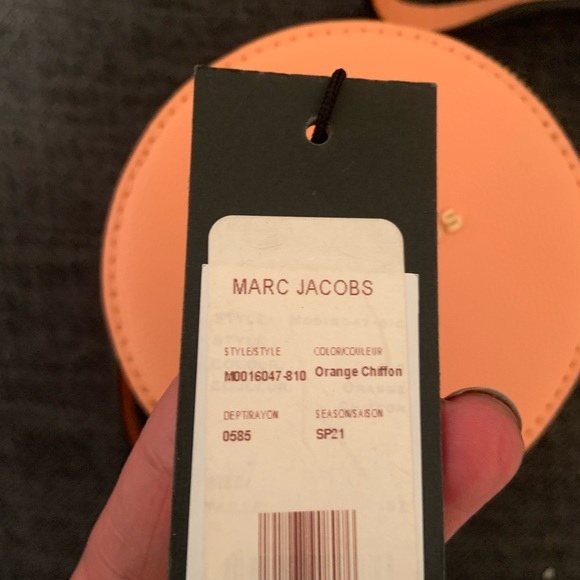 MARC JACOBS
STYLE/STYLE COLOR/COULEUR
M0016047-810 Orange Chiffon
DEPT/RAYON SEASON/SAISON
0585 SP21